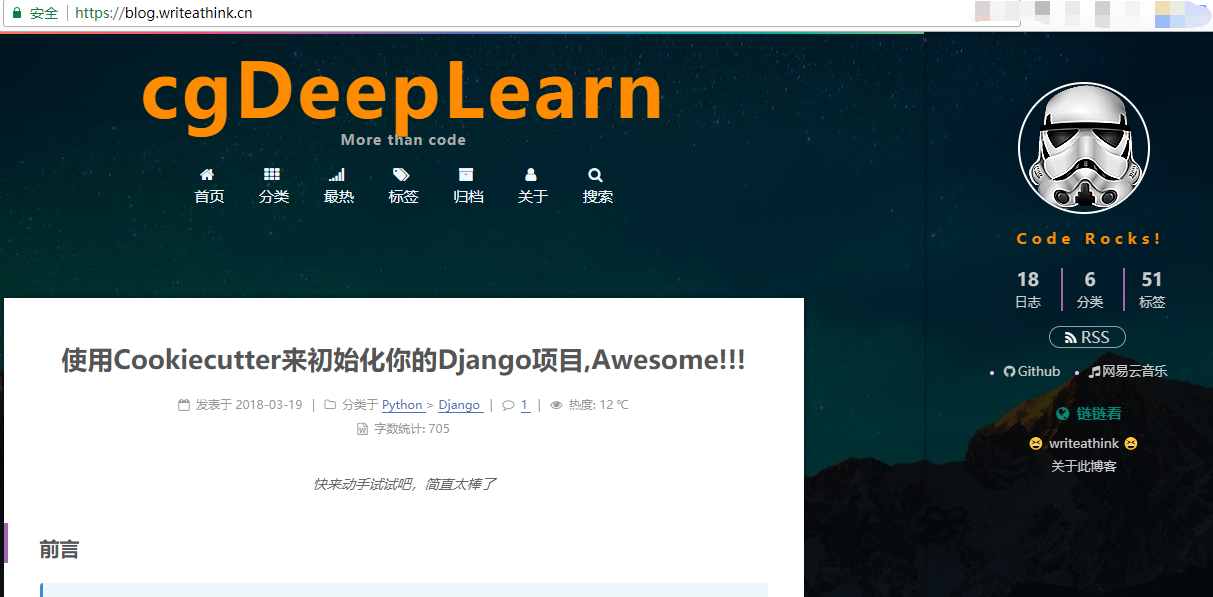 安全 https://blog.writeathink.cn
cgDeepLearn
More than code
首页 分类 最热 标签 归档 关于 搜索
使用Cookiecutter来初始化你的Django项目,Awesome!!!
发表于 2018-03-19 | 分类于 Python > Django | 1 | 热度: 12 ℃
字数统计: 705
快来动手试试吧，简直太棒了
前言
Code Rocks!
18 6 51
日志 分类 标签
RSS
Github 网易云音乐
链链看
writeathink
关于此博客